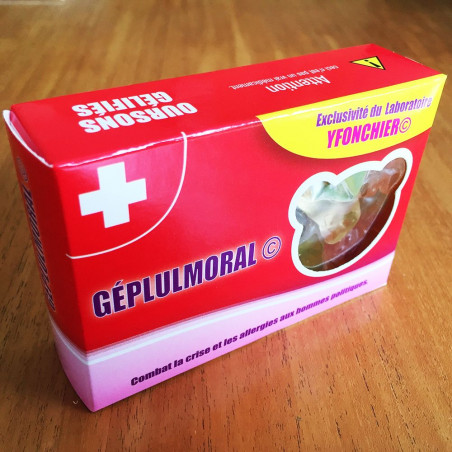 OURSONS
GÉLIFIÉS
Attention
ceci n'est pas un vrai médicament
Exclusivité du Laboratoire
YFONCHIER©
GÉPLULMORAL ©
Combat la crise et les allergies aux hommes politiques.